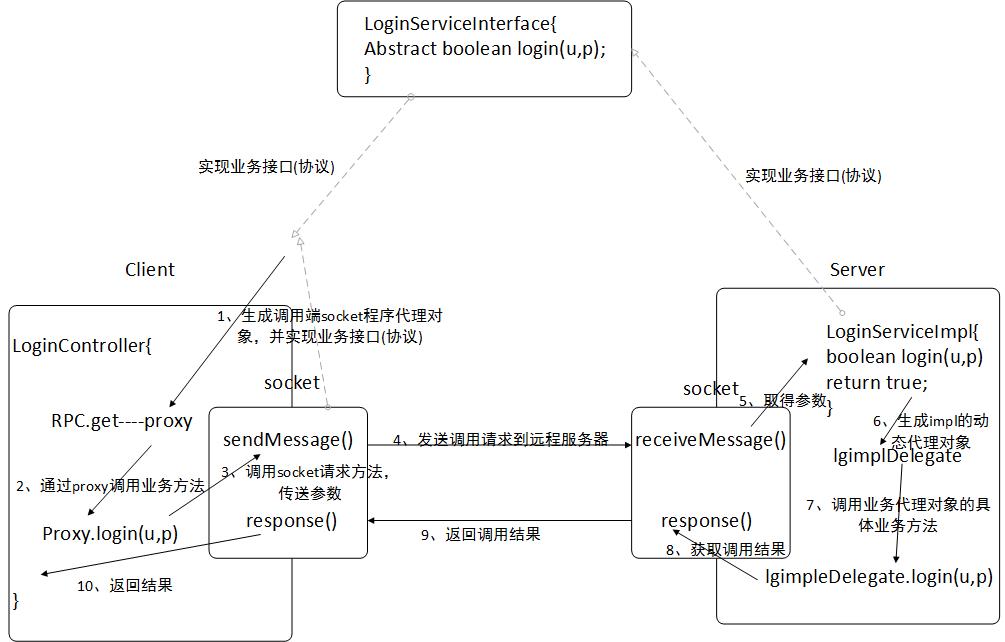 LoginServiceInterface{
Abstract boolean login(u,p);
}
实现业务接口(协议)
实现业务接口(协议)
Client
Server
1、生成调用端socket程序代理对
象，并实现业务接口(协议)
LoginController{
LoginServiceImpl{
boolean login(u,p)
return true;
}
socket
socket
5、取得参数
RPC.get----proxy
6、生成impl的动
态代理对象
sendMessage()
4、发送调用请求到远程服务器
receiveMessage()
lgimplDelegate
2、通过proxy调用业务方法
3、调用socket请求方法，
传送参数
7、调用业务代理对象的具
体业务方法
Proxy.login(u,p)
response()
9、返回调用结果
response()
8、获取调用结果
lgimpleDelegate.login(u,p)
10、返回结果
}